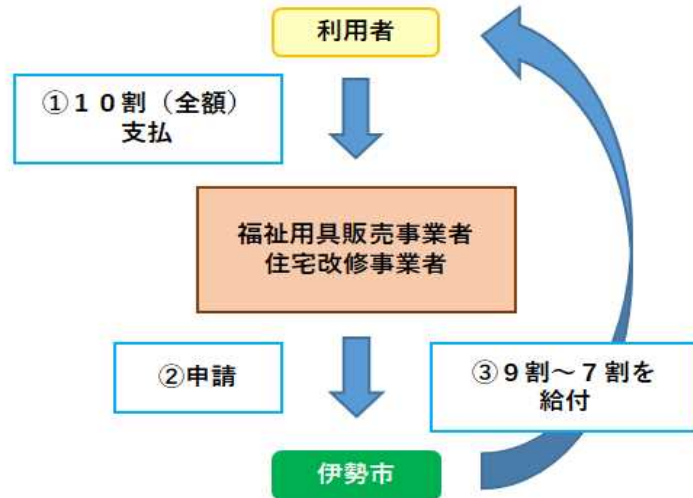 利用者
①１０割（全額）
支払
福祉用具販売事業者
住宅改修事業者
②申請
③９割～７割を
給付
伊勢市